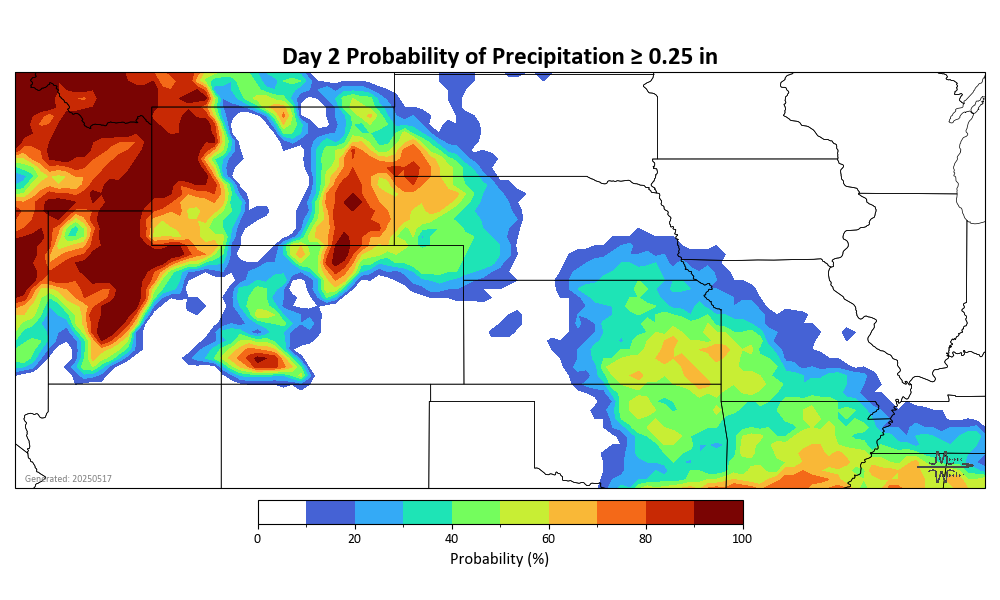 Day 2 Probability of Precipitation ≥ 0.25 in
Generated: 20250517
0 20 40 60 80 100
Probability (%)